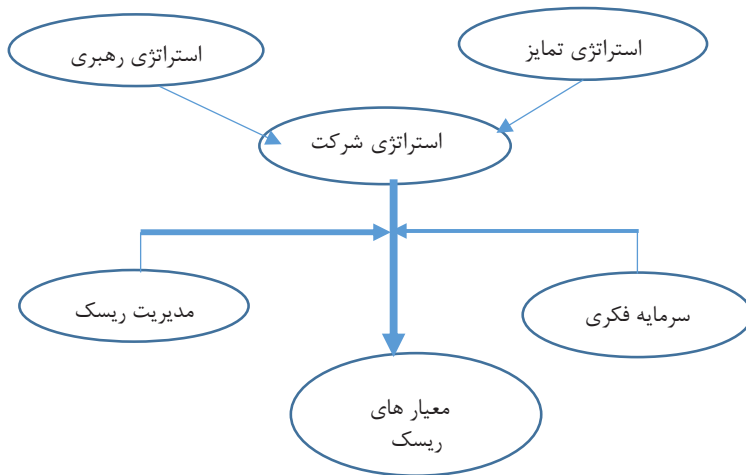 استراتژی تمایز
استراتژی رهبری
استراتژی شرکت
سرمایه فکری
مدیریت ریسک
معیار های
ریسک